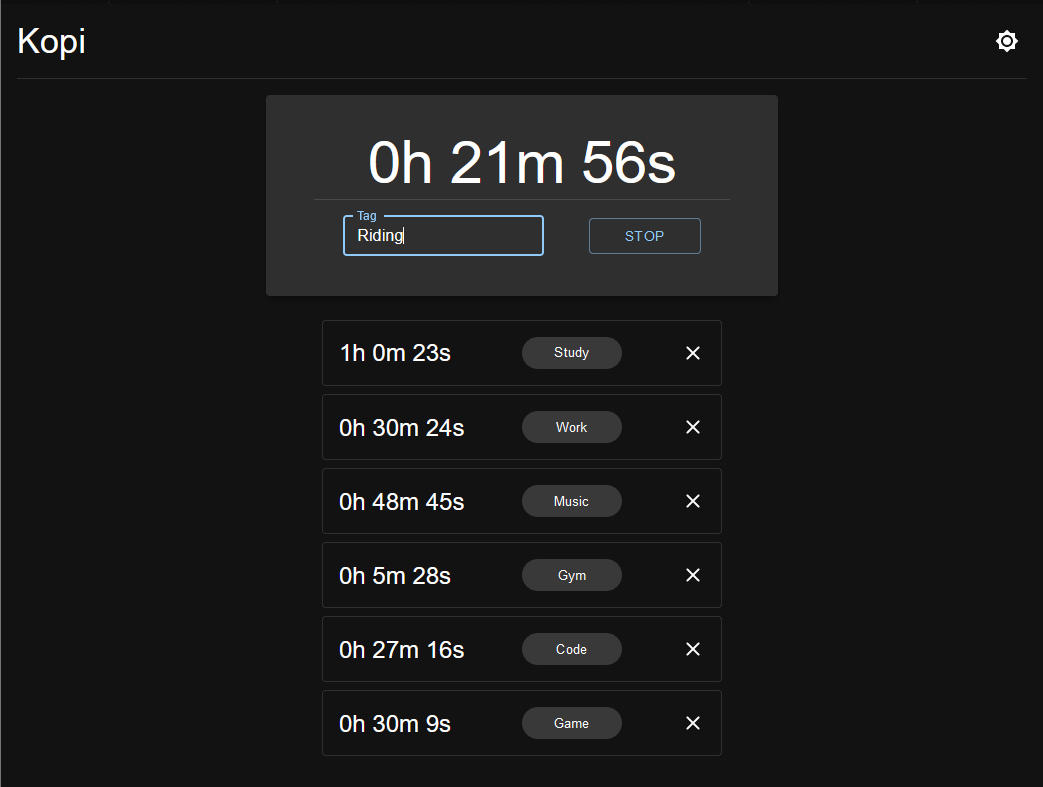 Kopi
0h 21m 56s
Tag
Riding
STOP
1h 0m 23s Study
0h 30m 24s Work
0h 48m 45s Music
0h 5m 28s Gym
0h 27m 16s Code
0h 30m 9s Game